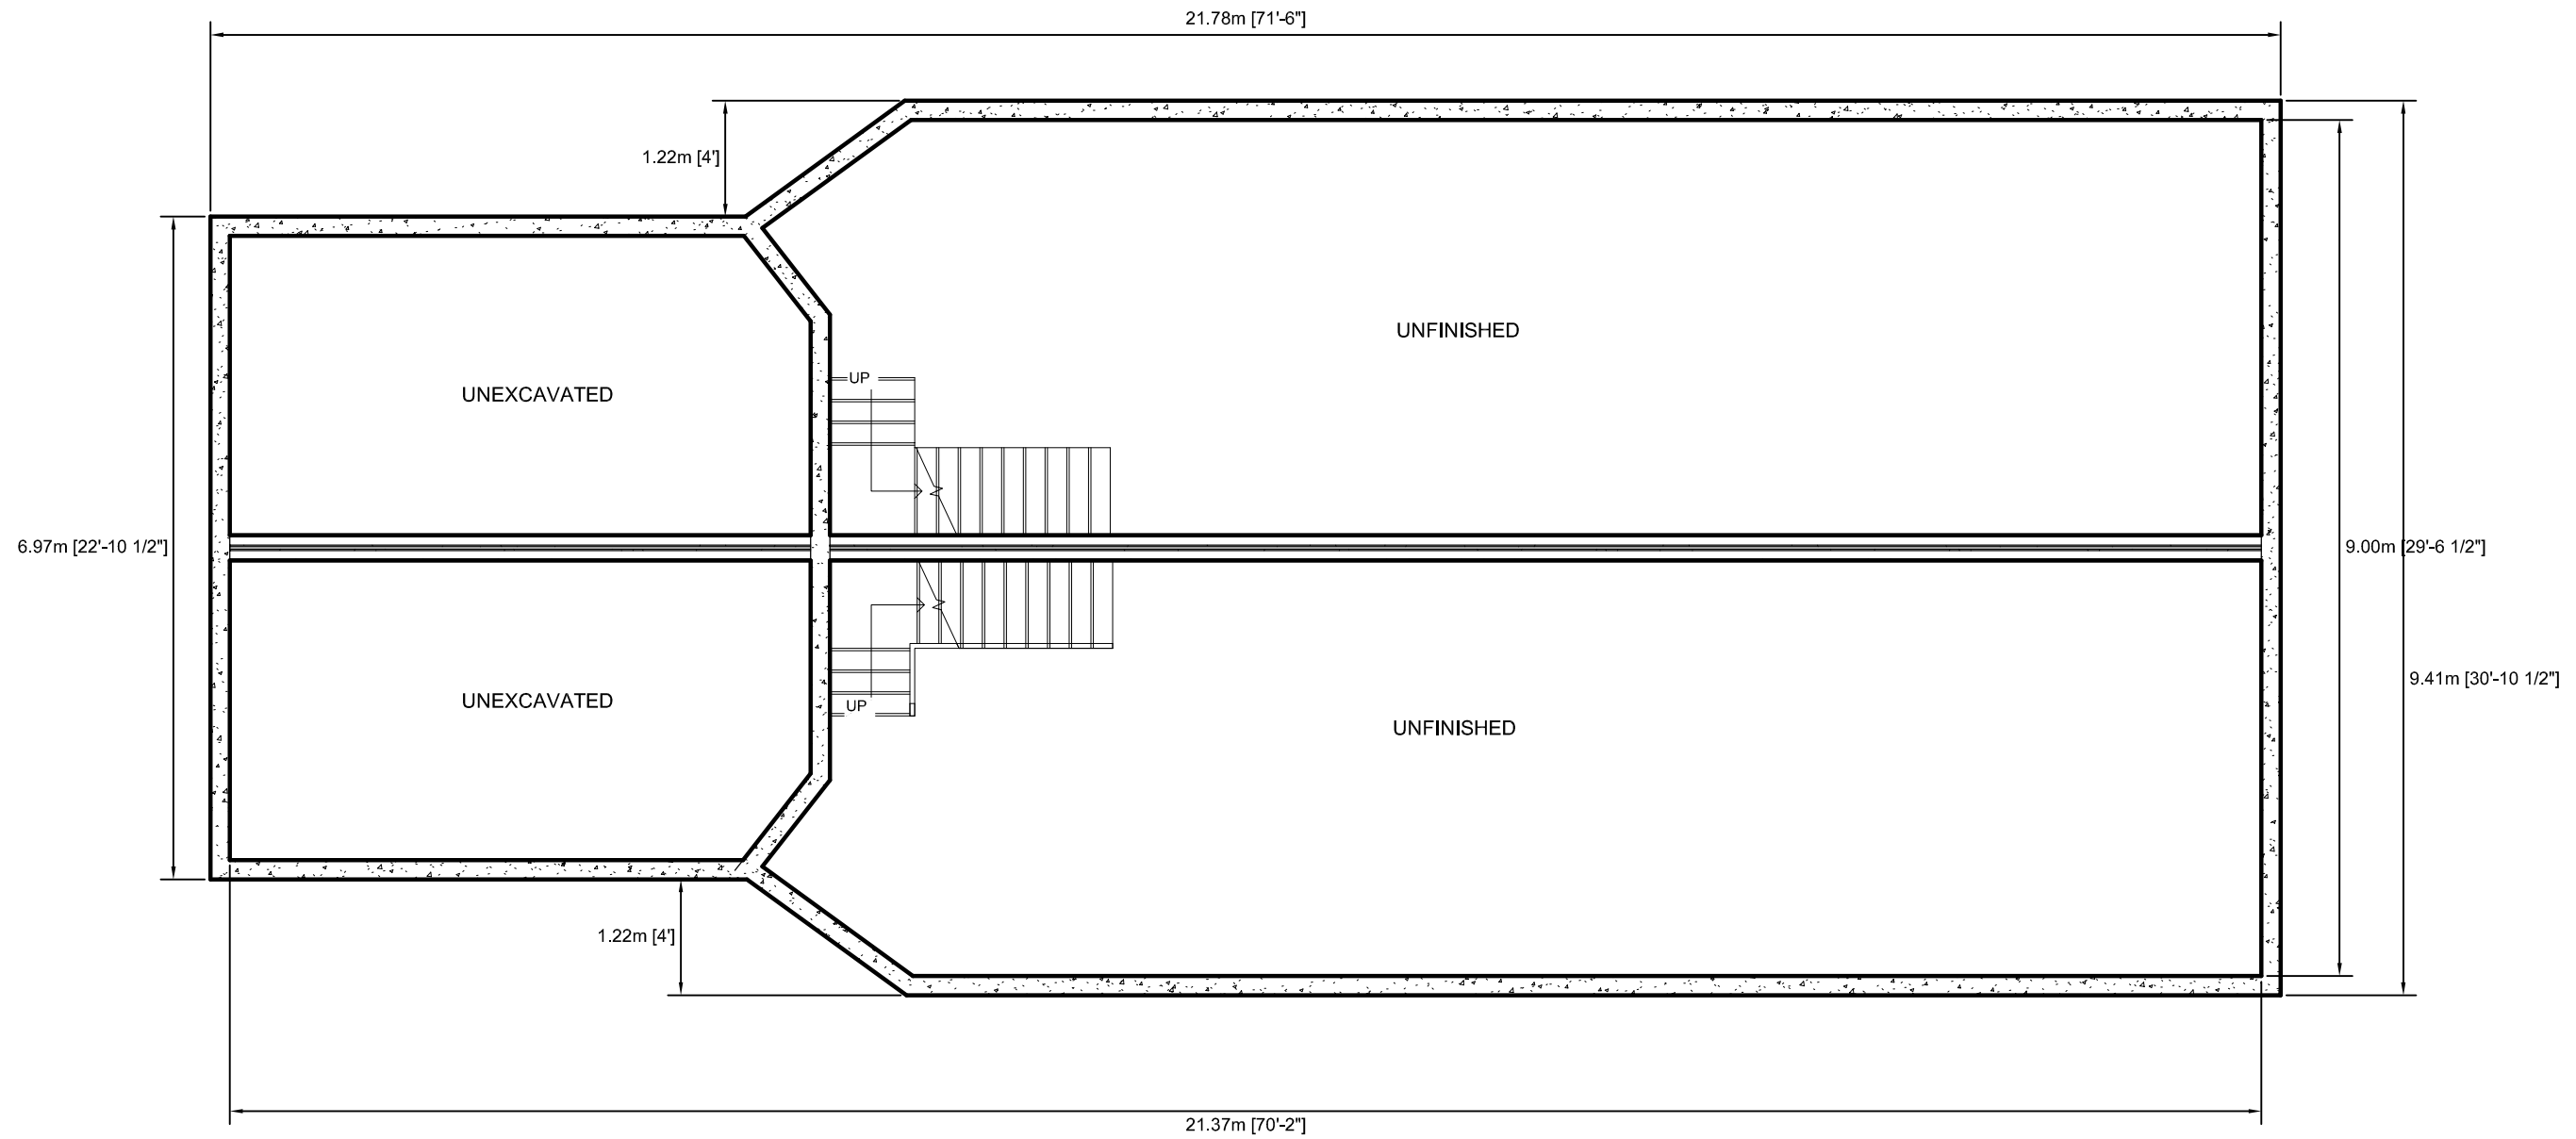 21.78m [71'-6"]
1.22m [4']
UNFINISHED
UP
UNEXCAVATED
6.97m [22'-10 1/2"]
9.00m [29'-6 1/2"]
9.41m [30'-10 1/2"]
UNEXCAVATED
UP
UNFINISHED
1.22m [4']
21.37m [70'-2"]